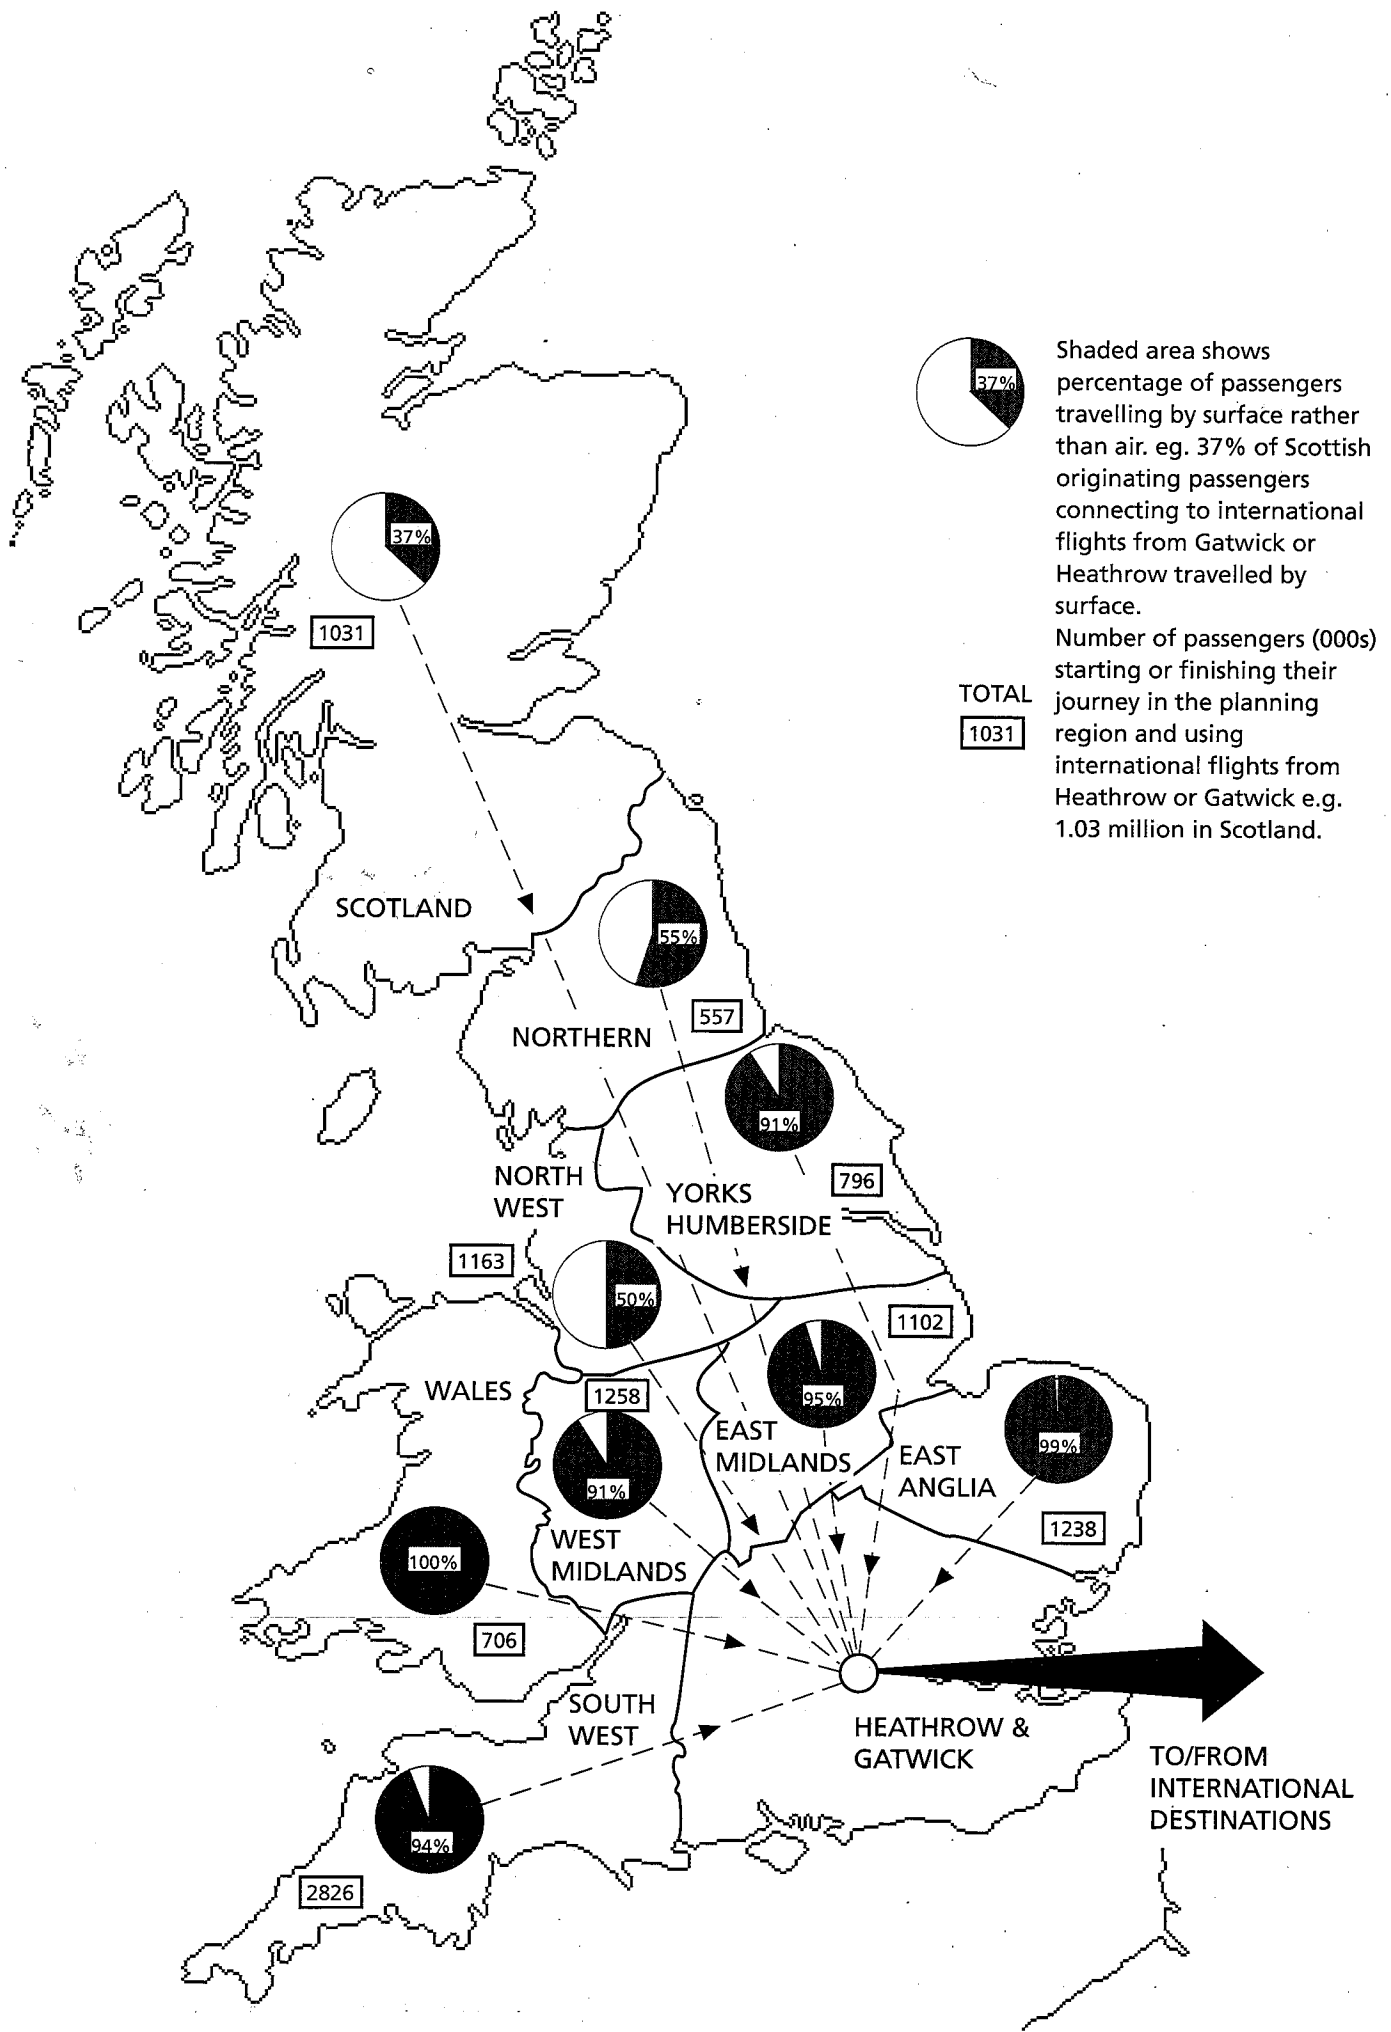 37%
Shaded area shows
percentage of passengers
travelling by surface rather
than air. eg. 37% of Scottish
originating passengers
connecting to international
flights from Gatwick or
Heathrow travelled by
surface.
TOTAL
1031
Number of passengers (000s)
starting or finishing their
journey in the planning
region and using
international flights from
Heathrow or Gatwick e.g.
1.03 million in Scotland.
37%
1031
SCOTLAND
55%
557
NORTHERN
91%
796
NORTH
WEST
YORKS
HUMBERSIDE
1163
50%
1102
95%
WALES
1258
91%
EAST
MIDLANDS
99%
EAST
ANGLIA
1238
100%
WEST
MIDLANDS
706
SOUTH
WEST
HEATHROW &
GATWICK
TO/FROM
INTERNATIONAL
DESTINATIONS
94%
2826